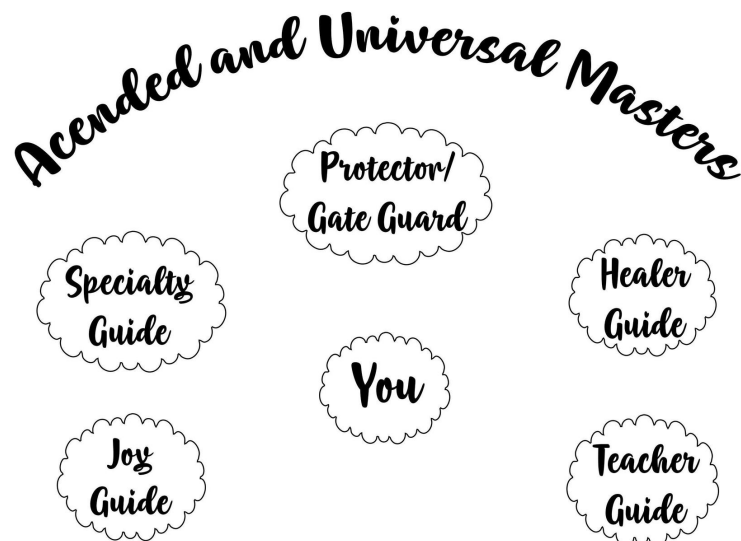 Acended and Universal Masters
Protector/
Gate Guard
Specialty
Guide
Healer
Guide
You
Joy
Guide
Teacher
Guide